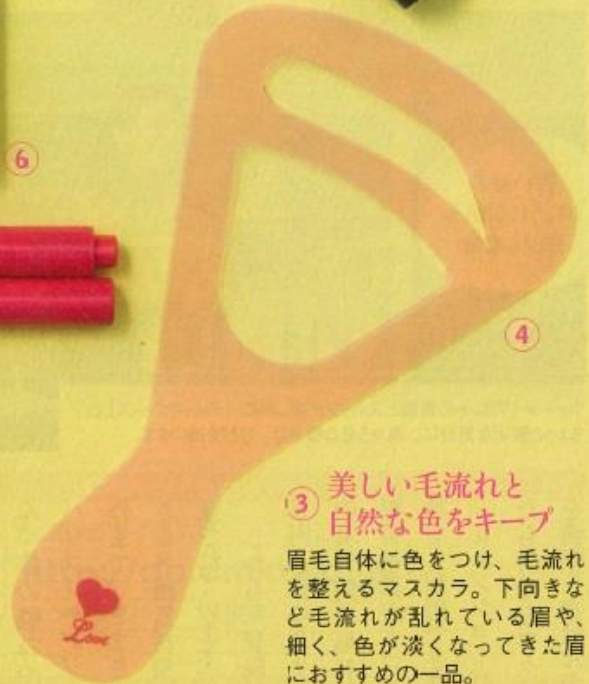 ⑥
④
③ 美しい毛流れと
自然な色をキープ
眉毛自体に色をつけ、毛流れ
を整えるマスカラ。下向きな
ど毛流れが乱れている眉や、
細く、色が淡くなってきた眉
におすすめの一品。
Love